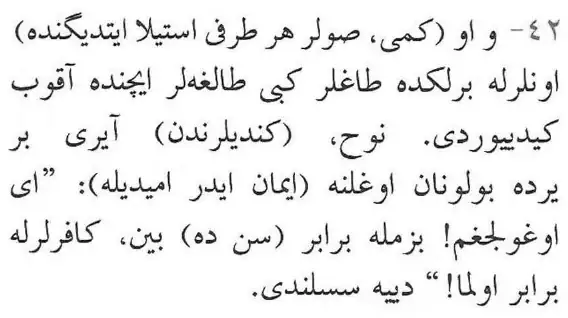 ٤٢- و او (كمی، صولر هر طرفی استیلا ایتدیگنده)
اونلرله برلكده طاغلر كبی طالغه‌لر ایچنده آقوب
كیدییوردی. نوح، (كندیلرندن) آیری بر
یرده بولونان اوغلنه (ایمان ایدر امیدیله): ”ای
اوغولجغم! بزمله برابر (سن ده) بین، كافرلرله
برابر اولما!“ دییه سسلندی.